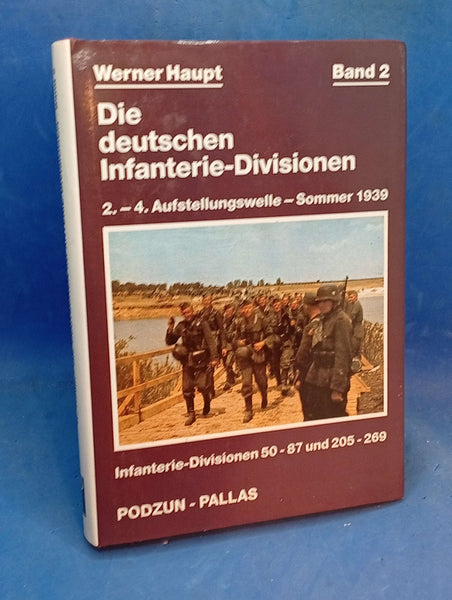 Werner Haupt Band 2
Die
deutschen
Infanterie-Divisionen
2. – 4. Aufstellungswelle – Sommer 1939
Infanterie-Divisionen 50 - 87 und 205 - 269
PODZUN - PALLAS